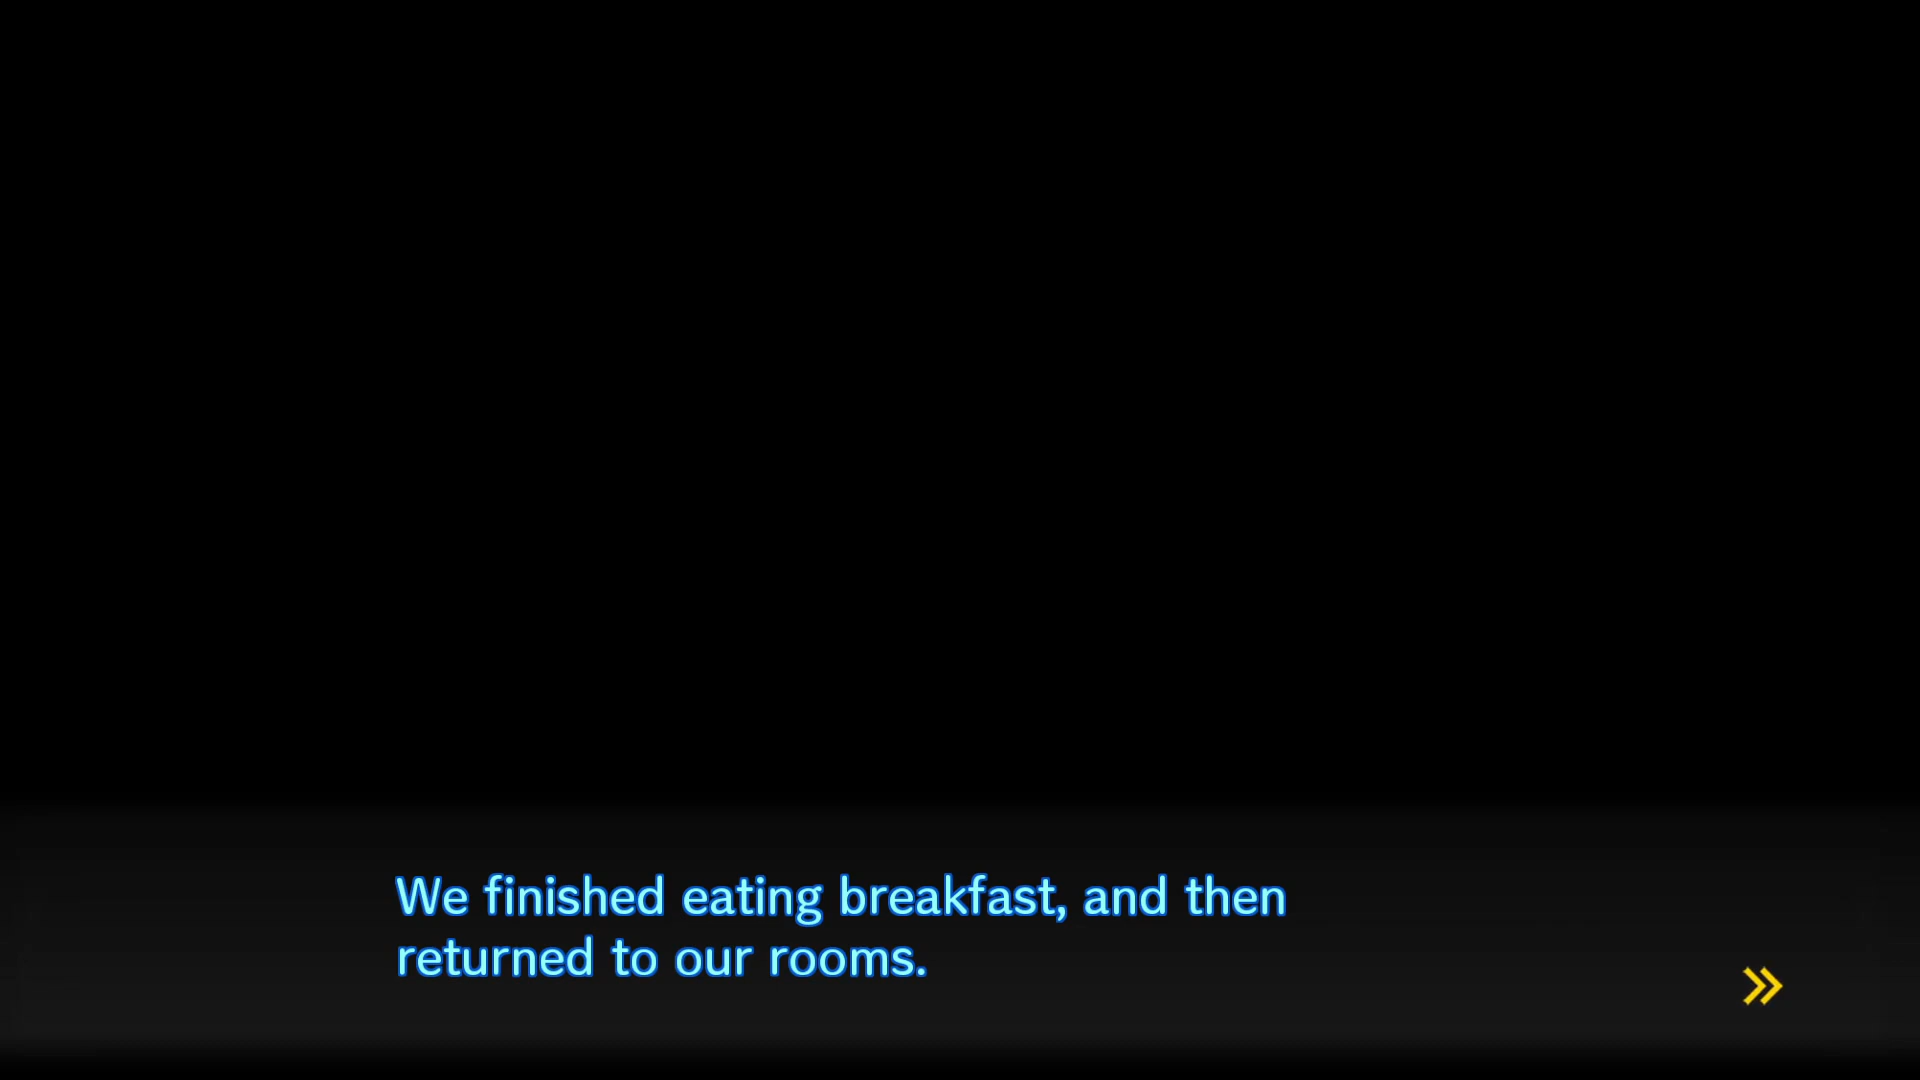 We finished eating breakfast, and then
returned to our rooms.